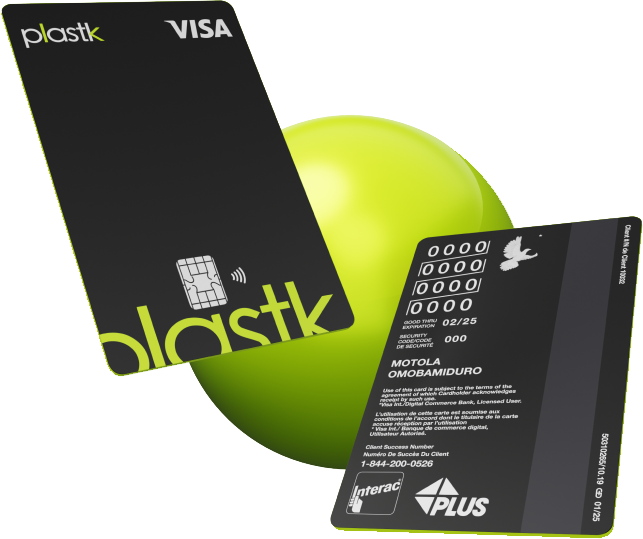 plastk
VISA
plastk
0000
0000
0000
0000
GOOD THRU
EXPIRATION 02/25
SECURITY
CODE/CODE
DE SÉCURITÉ 000
MOTOLA
OMOBAMIDURO
Use of this card is subject to the terms of the
agreement of which Cardholder acknowledges
receipt by such use.
*Visa Int./Digital Commerce Bank, Licensed User.
L'utilisation de cette carte est soumise aux
conditions de l'accord dont le titulaire de la carte
accuse réception par l'utilisation
* Visa Int./ Banque de commerce digital,
Utilisateur Autorisé.
Client Success Number
Numéro De Succès Du Client
1-844-200-0526
Interac
PLUS